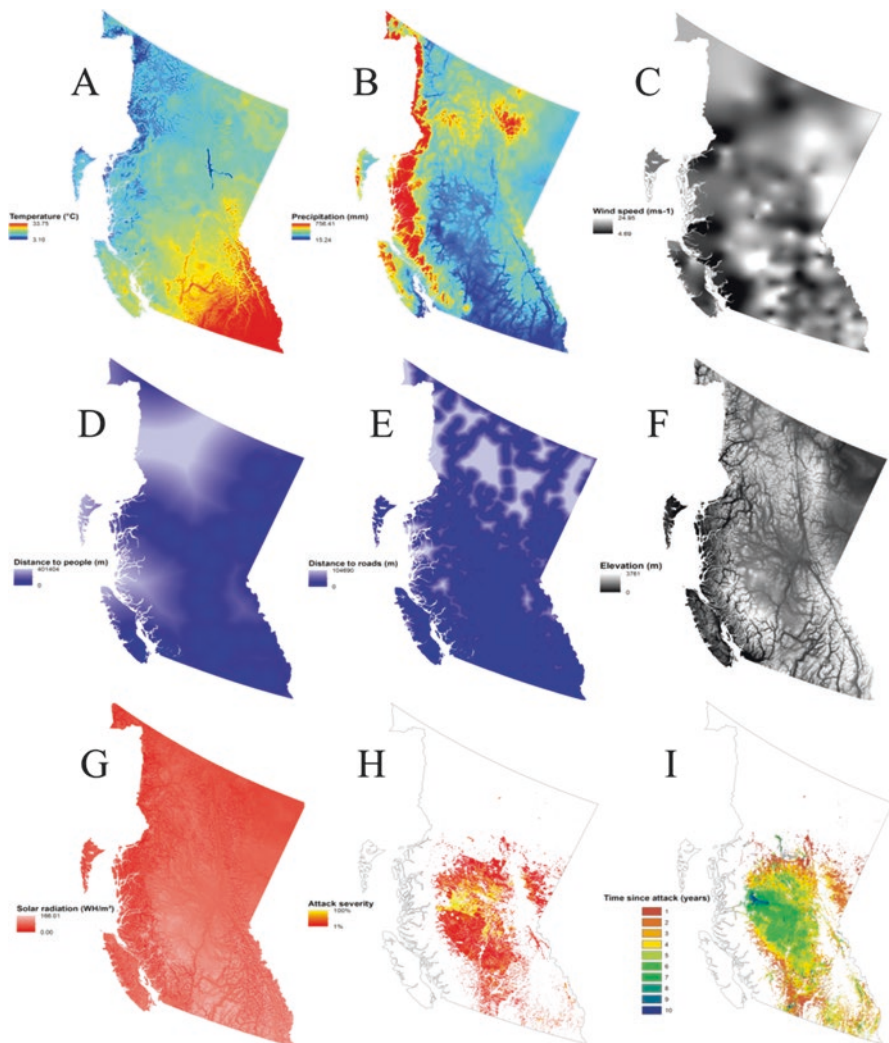 A
B
C
Temperature (°C)
33.75
3.10
Precipitation (mm)
756.41
15.24
Wind speed (ms-1)
24.95
4.69
D
E
F
Distance to people (m)
401404
0
Distance to roads (m)
104690
0
Elevation (m)
3761
0
G
H
I
Solar radiation (WH/m²)
166.01
0.00
Attack severity
100%
1%
Time since attack (years)
1
2
3
4
5
6
7
8
9
10